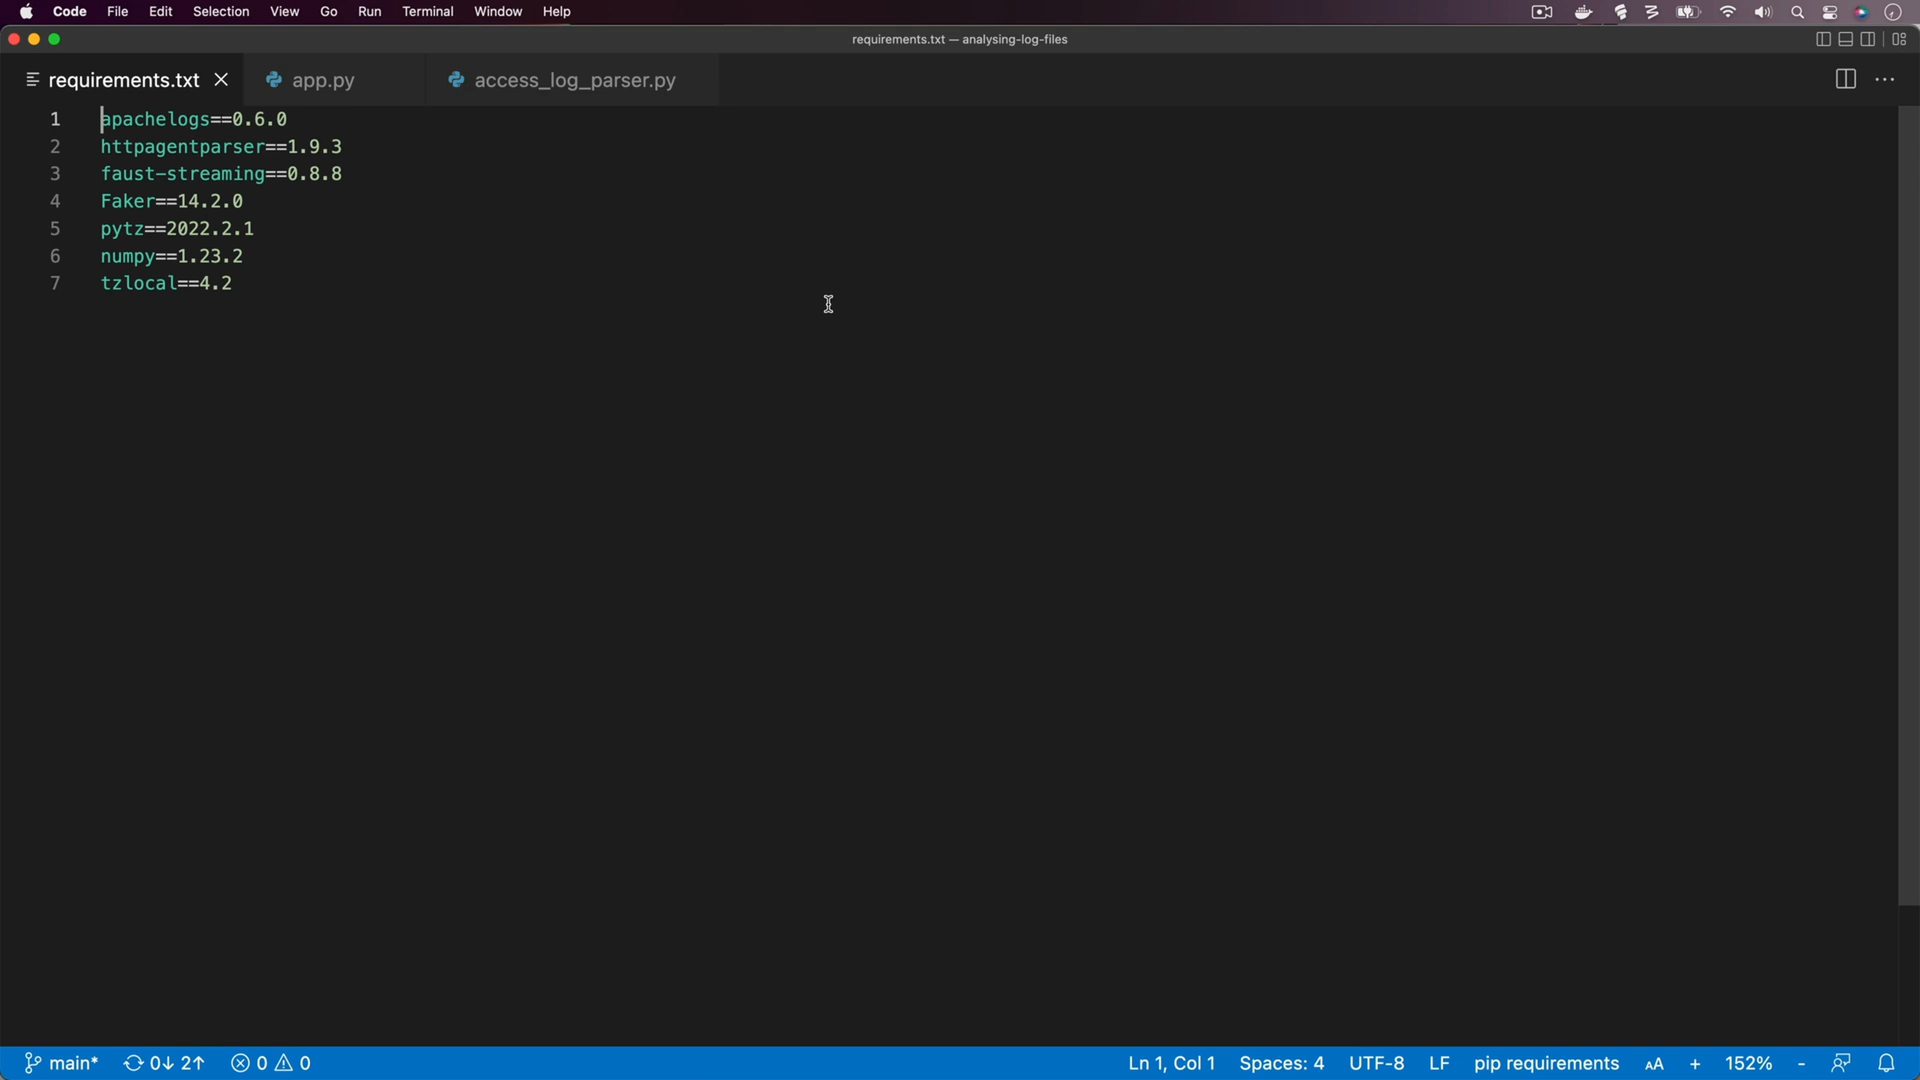 Code File Edit Selection View Go Run Terminal Window Help
requirements.txt — analysing-log-files
requirements.txt app.py access_log_parser.py
1 apachelogs==0.6.0
2 httpagentparser==1.9.3
3 faust-streaming==0.8.8
4 Faker==14.2.0
5 pytz==2022.2.1
6 numpy==1.23.2
7 tzlocal==4.2
main* 0↓ 2↑ 0 0 Ln 1, Col 1 Spaces: 4 UTF-8 LF pip requirements AA + 152% -